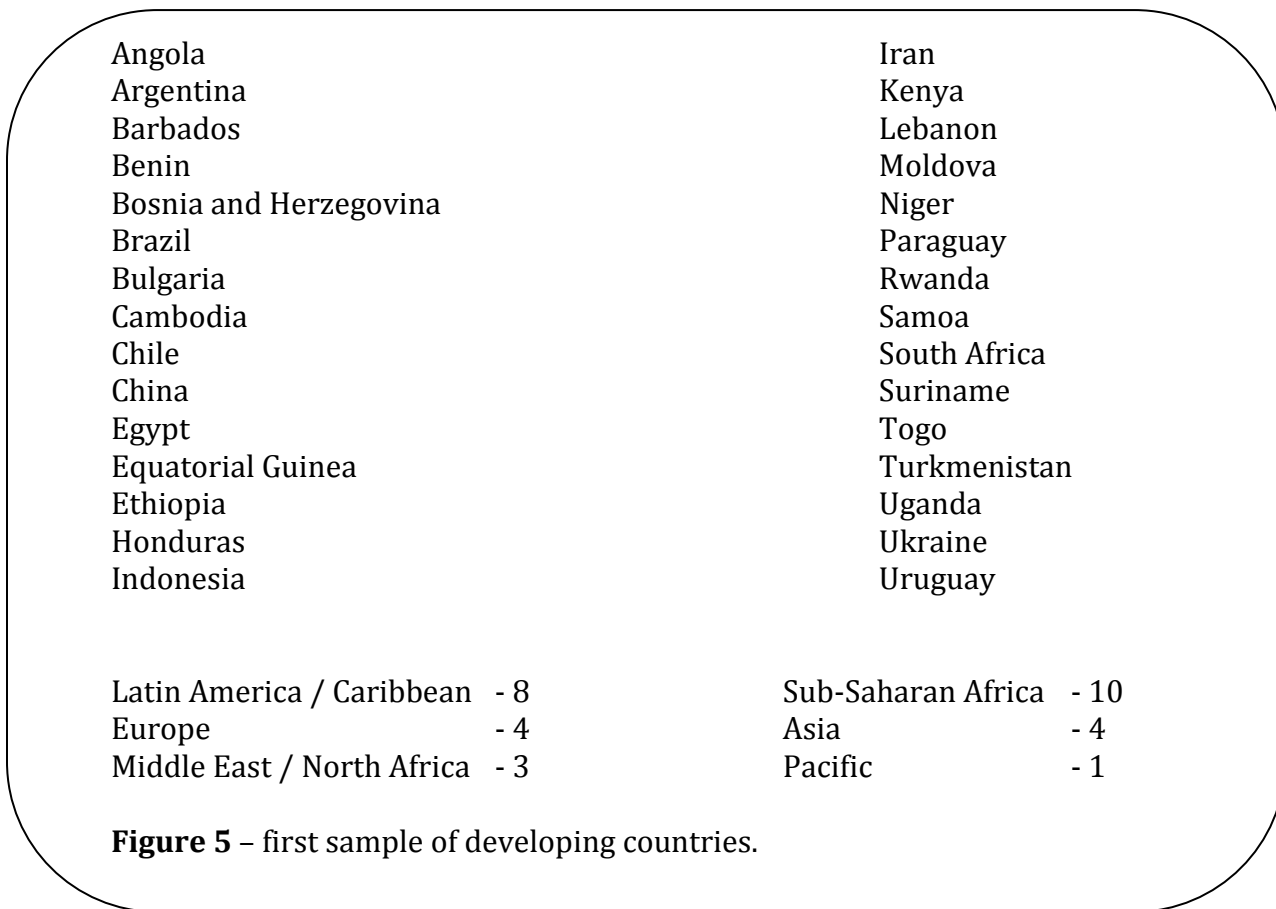 Angola
Argentina
Barbados
Benin
Bosnia and Herzegovina
Brazil
Bulgaria
Cambodia
Chile
China
Egypt
Equatorial Guinea
Ethiopia
Honduras
Indonesia
Iran
Kenya
Lebanon
Moldova
Niger
Paraguay
Rwanda
Samoa
South Africa
Suriname
Togo
Turkmenistan
Uganda
Ukraine
Uruguay
Latin America / Caribbean - 8
Europe - 4
Middle East / North Africa - 3
Sub-Saharan Africa - 10
Asia - 4
Pacific - 1
Figure 5 – first sample of developing countries.